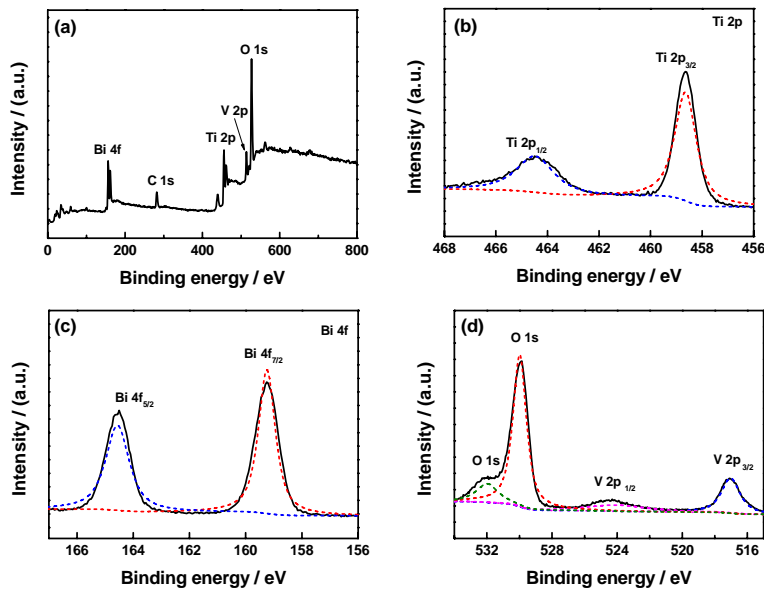 (a)
O 1s
V 2p
Ti 2p
Bi 4f
C 1s
Intensity / (a.u.)
0 200 400 600 800
Binding energy / eV
(b)
Ti 2p
Ti 2p3/2
Ti 2p1/2
Intensity / (a.u.)
468 466 464 462 460 458 456
Binding energy / eV
(c)
Bi 4f
Bi 4f7/2
Bi 4f5/2
Intensity / (a.u.)
166 164 162 160 158 156
Binding energy / eV
(d)
O 1s
O 1s
V 2p 3/2
V 2p 1/2
Intensity / (a.u.)
532 528 524 520 516
Binding energy / eV